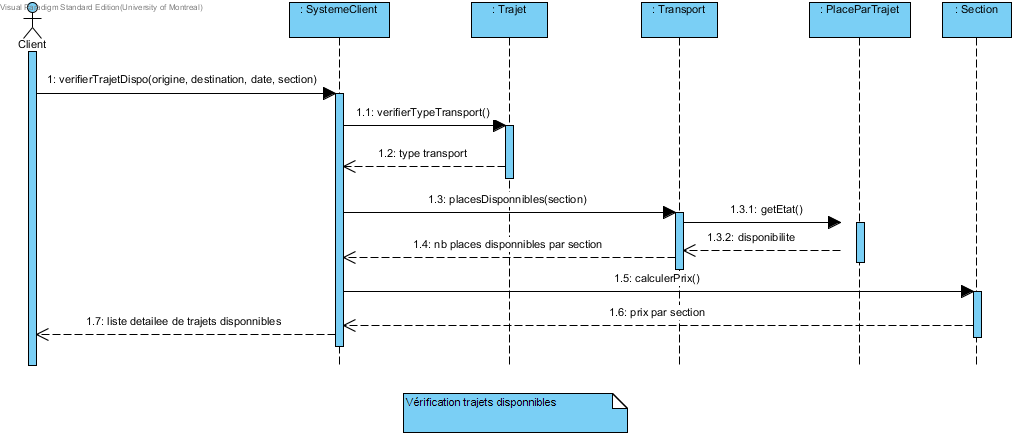 Visual Paradigm Standard Edition(University of Montreal)
Client
: SystemeClient
: Trajet
: Transport
: PlaceParTrajet
: Section
1: verifierTrajetDispo(origine, destination, date, section)
1.1: verifierTypeTransport()
1.2: type transport
1.3: placesDisponnibles(section)
1.3.1: getEtat()
1.3.2: disponibilite
1.4: nb places disponnibles par section
1.5: calculerPrix()
1.6: prix par section
1.7: liste detailee de trajets disponnibles
Vérification trajets disponnibles